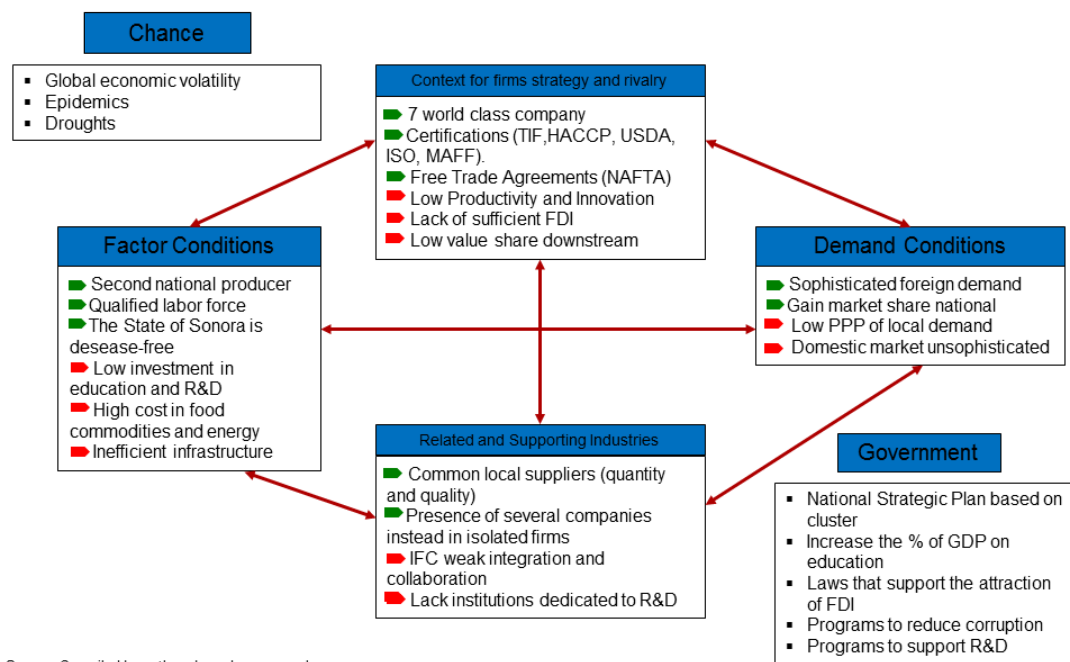 Chance
Global economic volatility
Epidemics
Droughts
Context for firms strategy and rivalry
7 world class company
Certifications (TIF,HACCP, USDA,
ISO, MAFF).
Free Trade Agreements (NAFTA)
Low Productivity and Innovation
Lack of sufficient FDI
Low value share downstream
Factor Conditions
Second national producer
Qualified labor force
The State of Sonora is
desease-free
Low investment in
education and R&D
High cost in food
commodities and energy
Inefficient infrastructure
Demand Conditions
Sophisticated foreign demand
Gain market share national
Low PPP of local demand
Domestic market unsophisticated
Related and Supporting Industries
Common local suppliers (quantity
and quality)
Presence of several companies
instead in isolated firms
IFC weak integration and
collaboration
Lack institutions dedicated to R&D
Government
National Strategic Plan based on
cluster
Increase the % of GDP on
education
Laws that support the attraction
of FDI
Programs to reduce corruption
Programs to support R&D